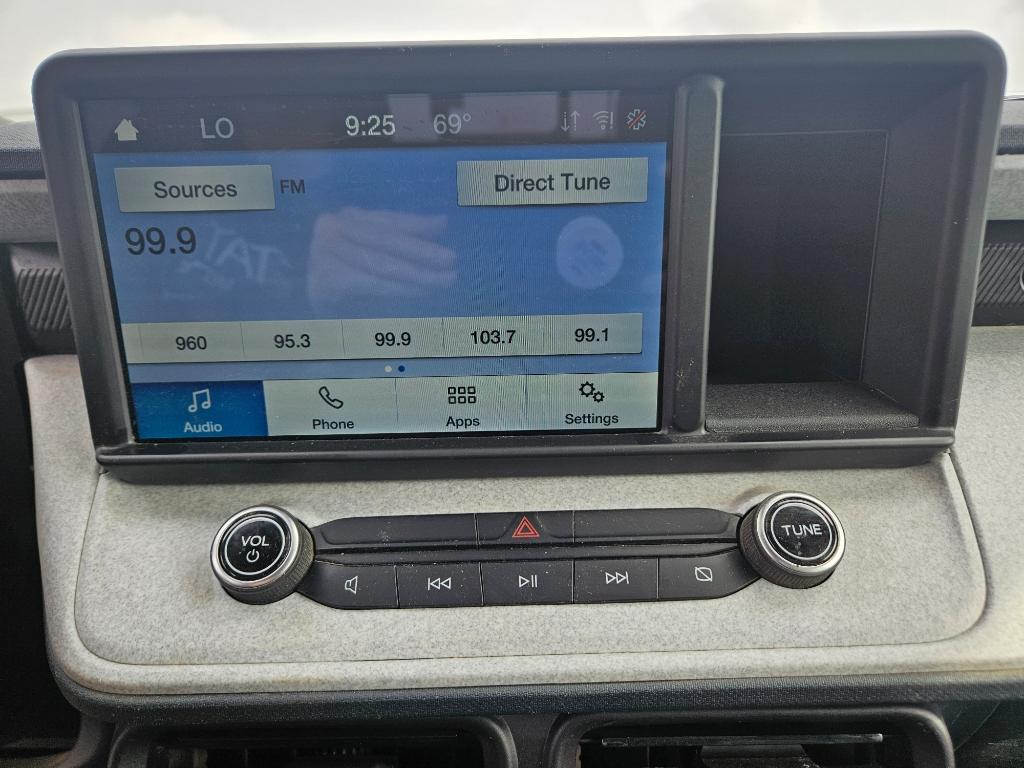 LO 9:25 69°
Sources FM Direct Tune
99.9
960 95.3 99.9 103.7 99.1
Audio Phone Apps Settings
VOL TUNE